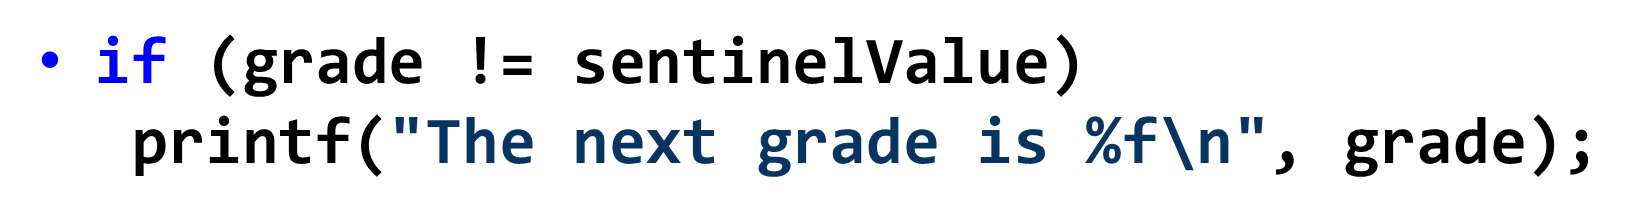 • if (grade != sentinelValue)
printf("The next grade is %f\n", grade);